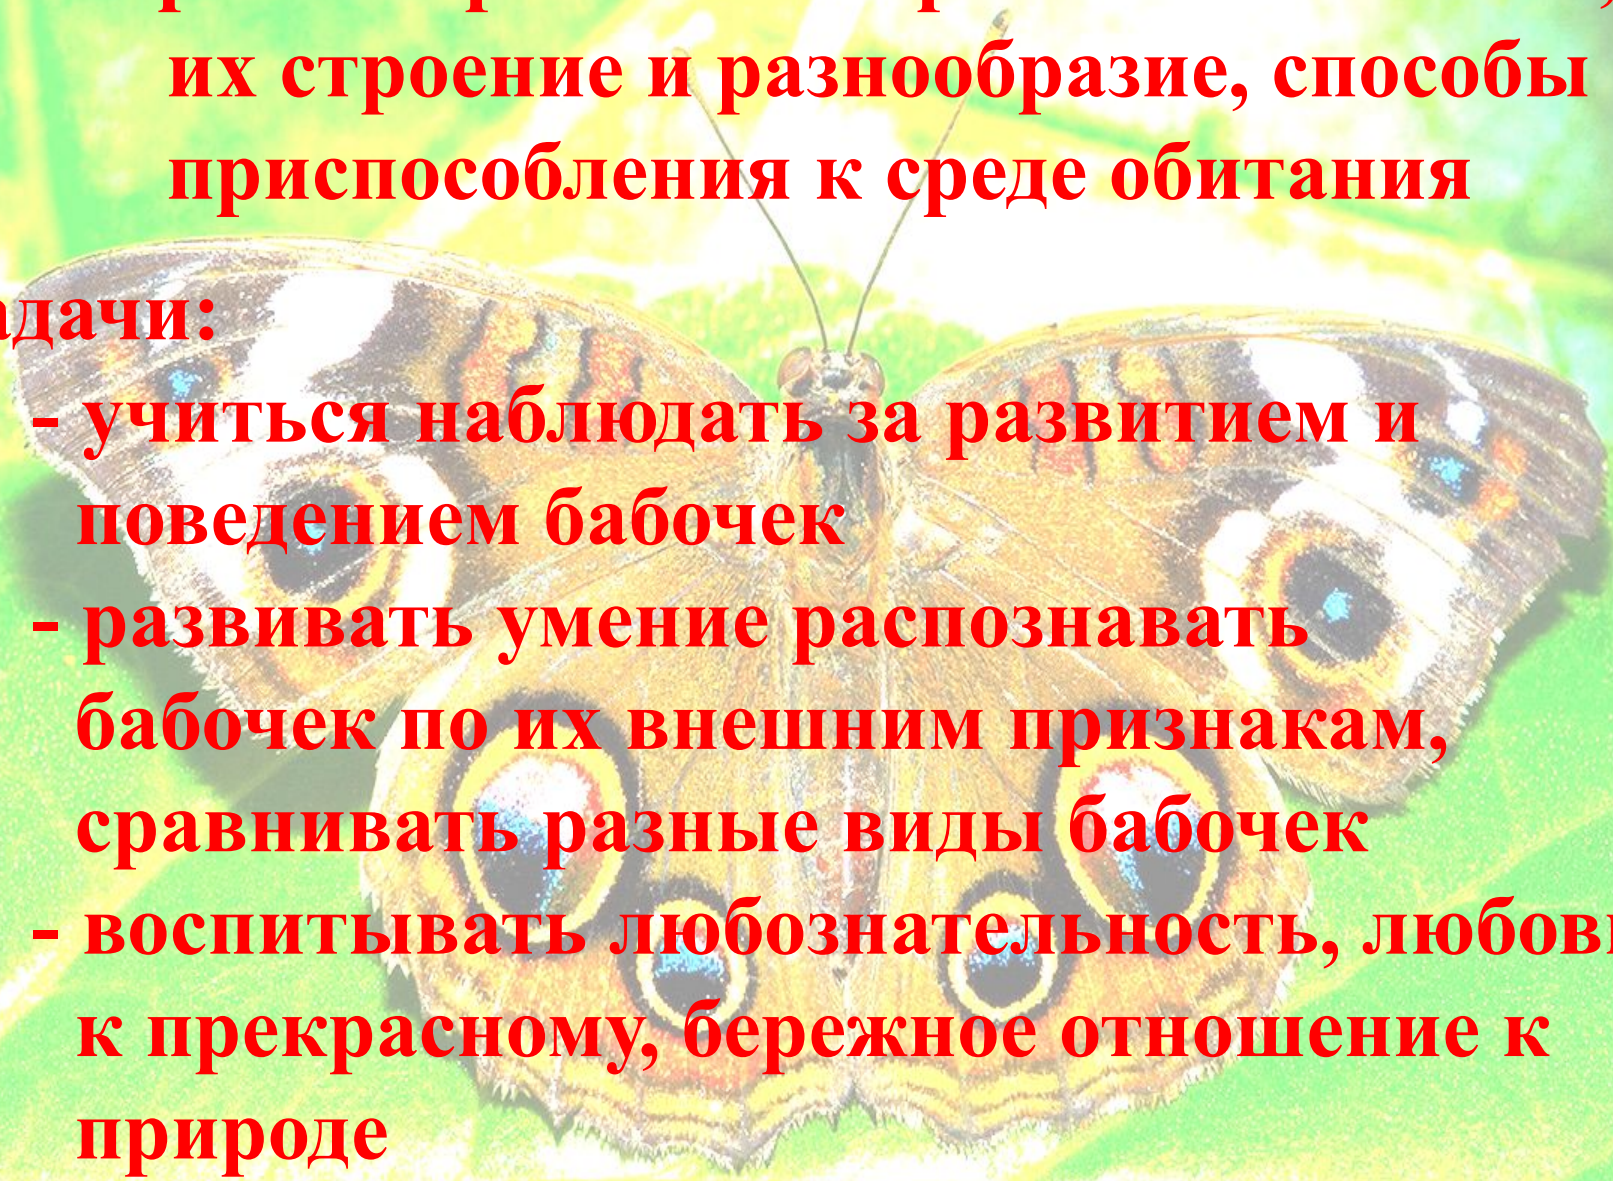 их строение и разнообразие, способы
приспособления к среде обитания
адачи:
- учиться наблюдать за развитием и
поведением бабочек
- развивать умение распознавать
бабочек по их внешним признакам,
сравнивать разные виды бабочек
- воспитывать любознательность, любовь
к прекрасному, бережное отношение к
природе